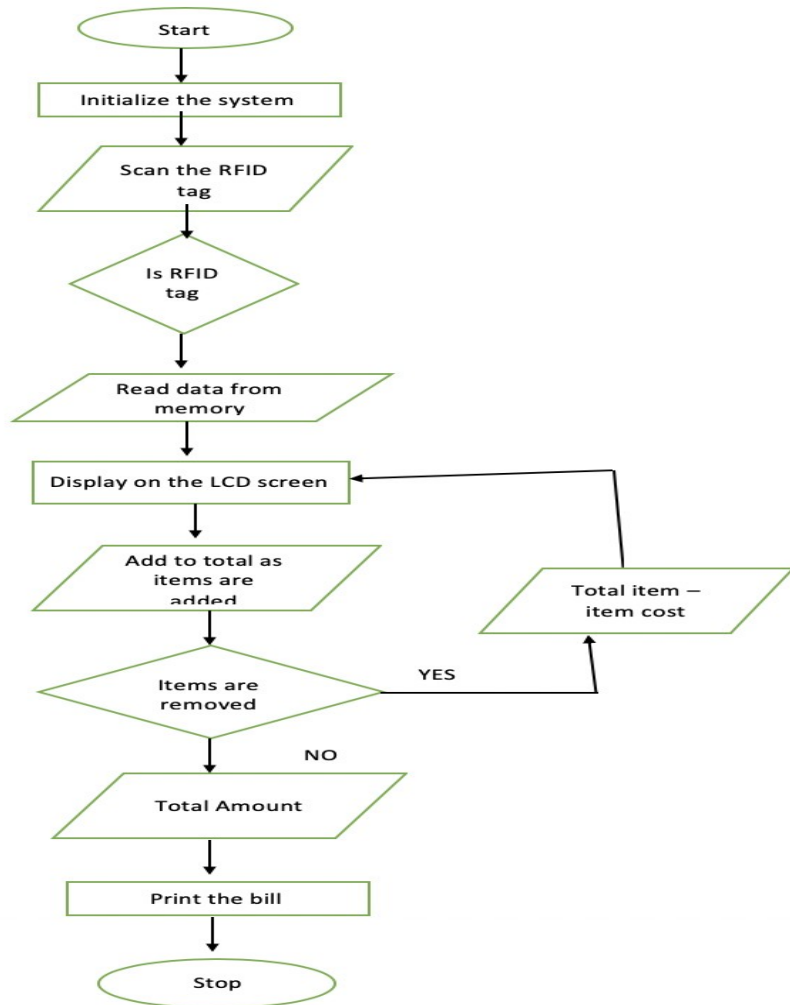 Start
Initialize the system
Scan the RFID
tag
Is RFID
tag
Read data from
memory
Display on the LCD screen
Add to total as
items are
added
Total item –
item cost
Items are
removed
YES
NO
Total Amount
Print the bill
Stop